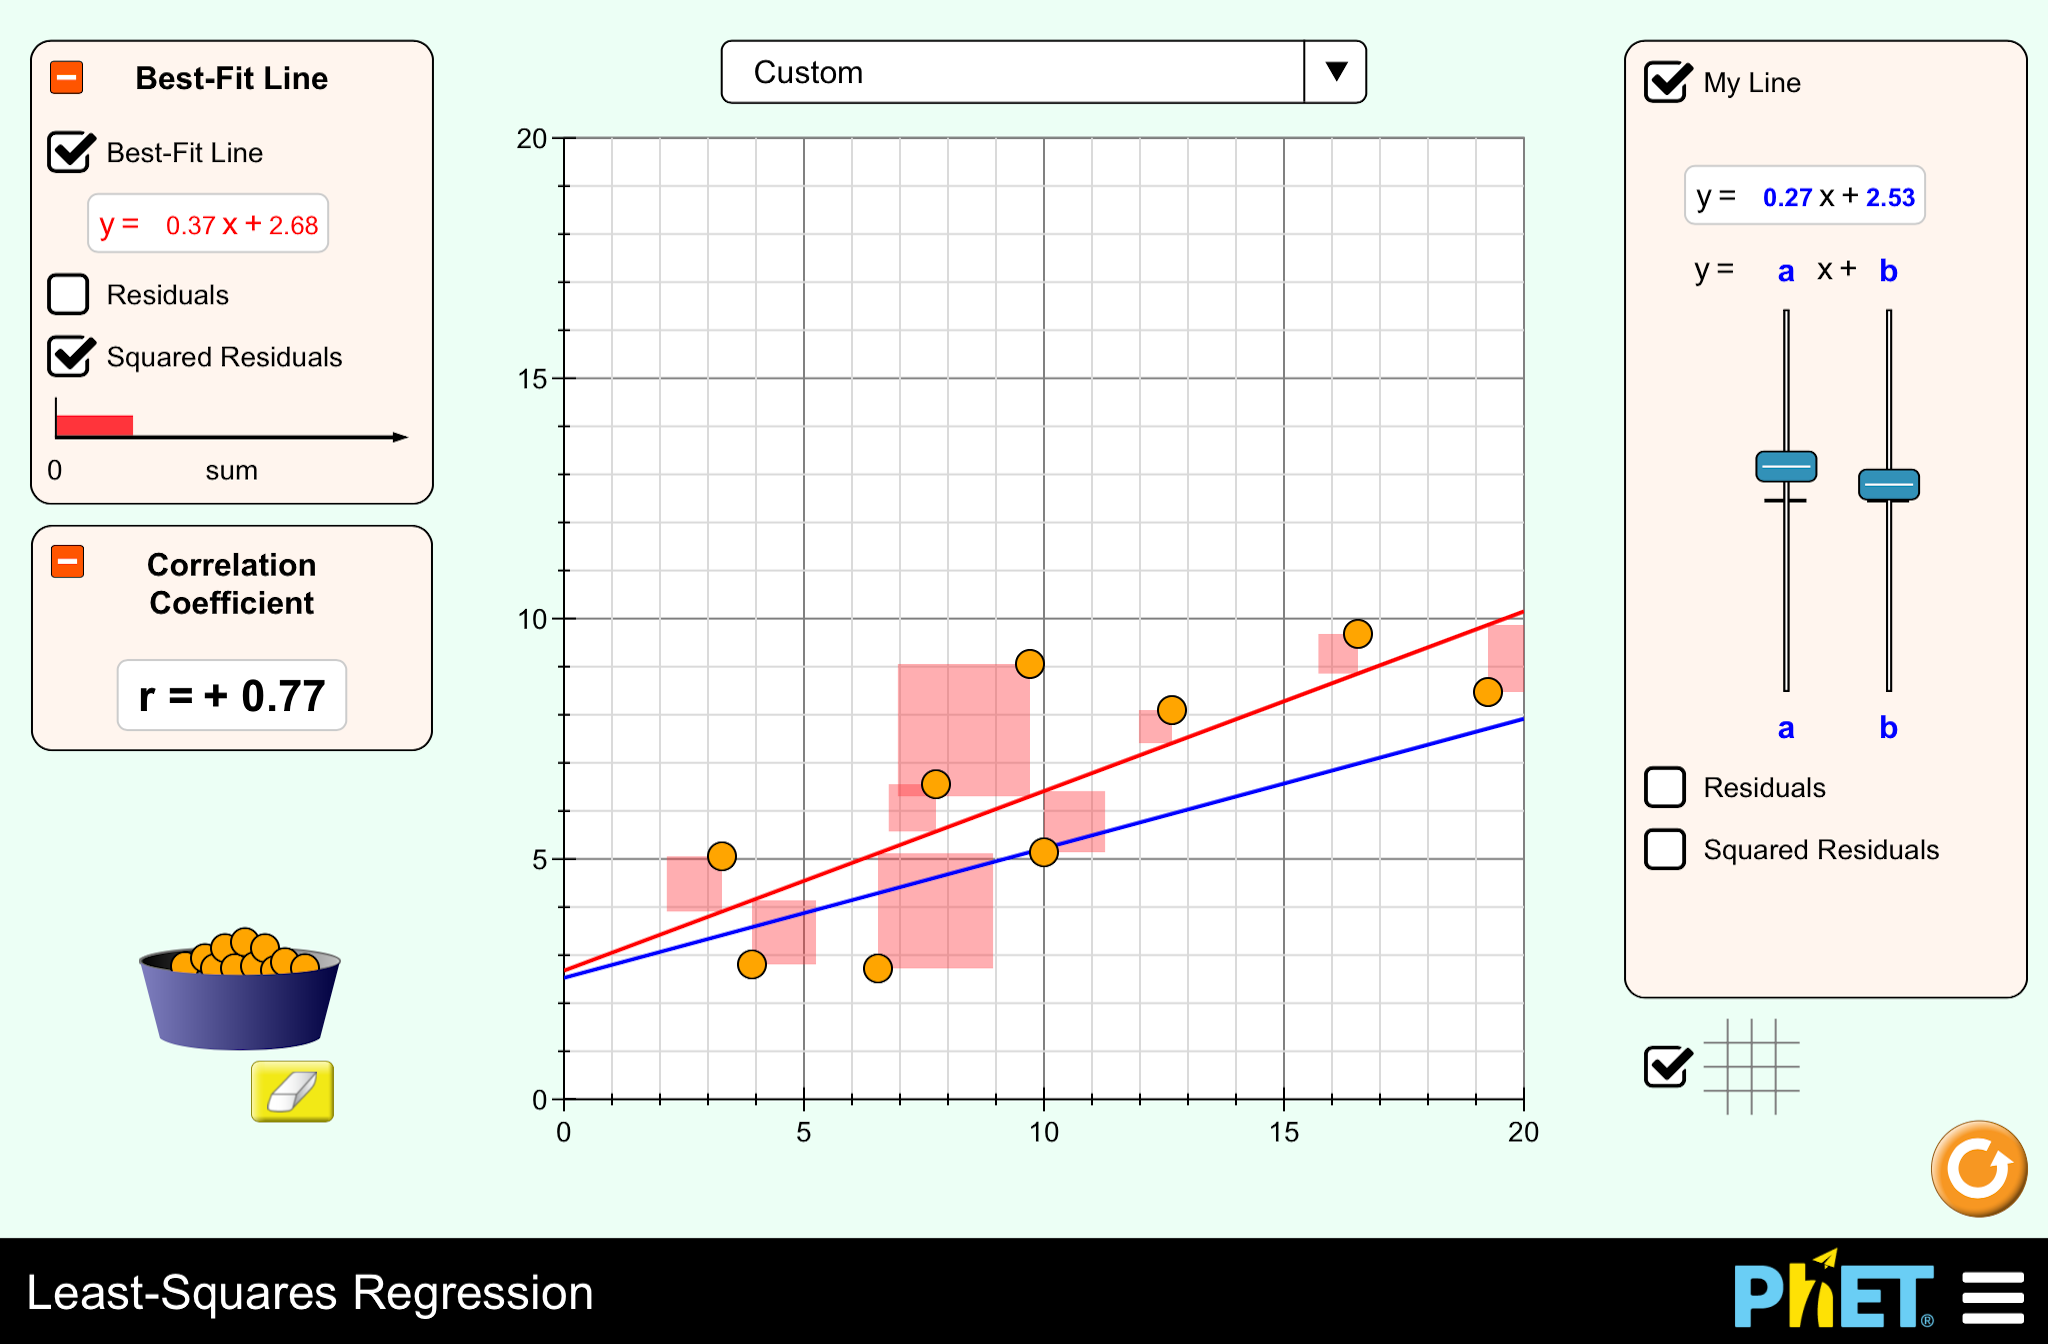 Best-Fit Line
Best-Fit Line
y = 0.37 x + 2.68
Residuals
Squared Residuals
0 sum
Correlation
Coefficient
r = + 0.77
Custom
20
15
10
5
0
0 5 10 15 20
My Line
y = 0.27 x + 2.53
y = a x + b
a b
Residuals
Squared Residuals
Least-Squares Regression
PhET®